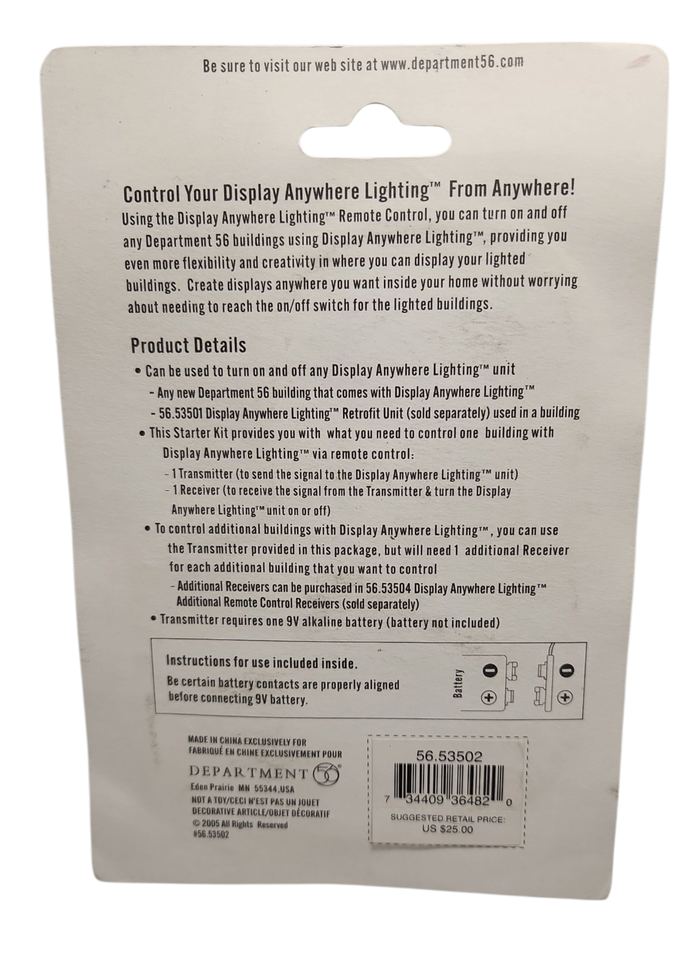 Be sure to visit our web site at www.department56.com
Control Your Display Anywhere Lighting™ From Anywhere!
Using the Display Anywhere Lighting™ Remote Control, you can turn on and off
any Department 56 buildings using Display Anywhere Lighting™, providing you
even more flexibility and creativity in where you can display your lighted
buildings. Create displays anywhere you want inside your home without worrying
about needing to reach the on/off switch for the lighted buildings.
Product Details
• Can be used to turn on and off any Display Anywhere Lighting™ unit
- Any new Department 56 building that comes with Display Anywhere Lighting™
- 56.53501 Display Anywhere Lighting™ Retrofit Unit (sold separately) used in a building
• This Starter Kit provides you with what you need to control one building with
Display Anywhere Lighting™ via remote control:
- 1 Transmitter (to send the signal to the Display Anywhere Lighting™ unit)
- 1 Receiver (to receive the signal from the Transmitter & turn the Display
Anywhere Lighting™ unit on or off)
• To control additional buildings with Display Anywhere Lighting™, you can use
the Transmitter provided in this package, but will need 1 additional Receiver
for each additional building that you want to control
- Additional Receivers can be purchased in 56.53504 Display Anywhere Lighting™
Additional Remote Control Receivers (sold separately)
• Transmitter requires one 9V alkaline battery (battery not included)
Instructions for use included inside.
Be certain battery contacts are properly aligned
before connecting 9V battery.
Battery
- -
+ +
MADE IN CHINA EXCLUSIVELY FOR
FABRIQUÉ EN CHINE EXCLUSIVEMENT POUR
DEPARTMENT 56
Eden Prairie MN 55344,USA
NOT A TOY/CECI N'EST PAS UN JOUET
DECORATIVE ARTICLE/OBJET DÉCORATIF
© 2005 All Rights Reserved
#56.53502
56.53502
7 34409 36482 0
SUGGESTED RETAIL PRICE:
US $25.00